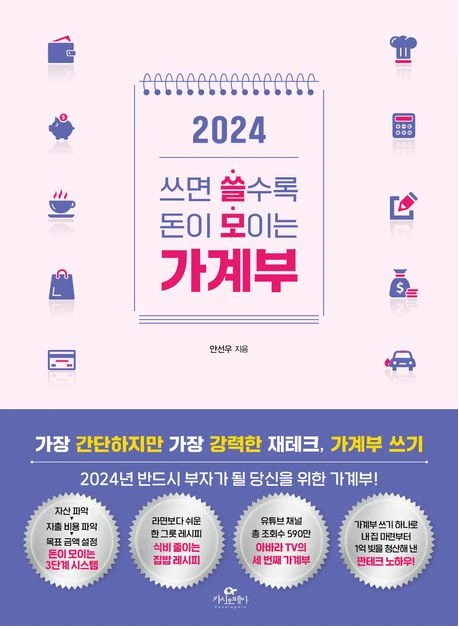 2024
쓰면 쓸수록
돈이 모이는
가계부
안선우 지음
가장 간단하지만 가장 강력한 재테크, 가계부 쓰기
2024년 반드시 부자가 될 당신을 위한 가계부!
자산 파악
지출 비용 파악
목표 금액 설정
돈이 모이는
3단계 시스템
라면보다 쉬운
한 그릇 레시피
식비 줄이는
집밥 레시피
유튜브 채널
총 조회수 590만
아바라 TV의
세 번째 가계부
가계부 쓰기 하나로
내 집 마련부터
1억 빚을 청산해 낸
짠테크 노하우!
카시오페아
Cassiopeia
$
$